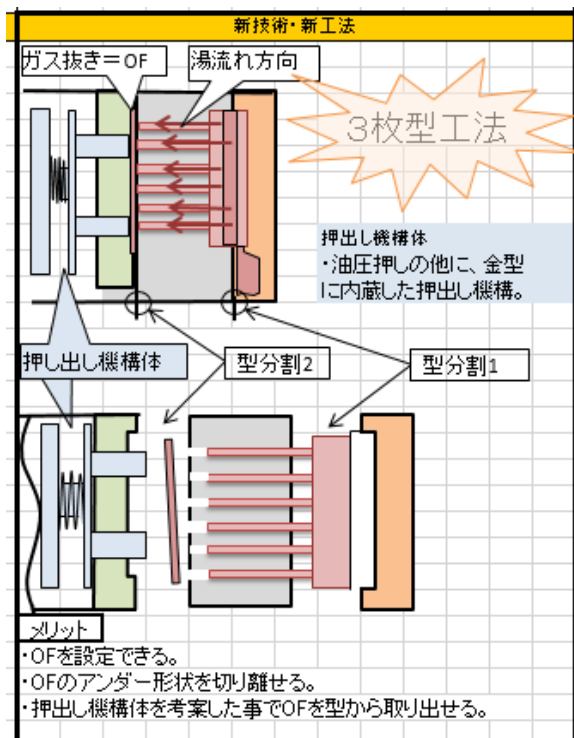 新技術・新工法
ガス抜き＝OF
湯流れ方向
３枚型工法
押出し機構体
・油圧押しの他に、金型
に内蔵した押出し機構。
押し出し機構体
型分割2
型分割1
メリット
・OFを設定できる。
・OFのアンダー形状を切り離せる。
・押出し機構体を考案した事でOFを型から取り出せる。